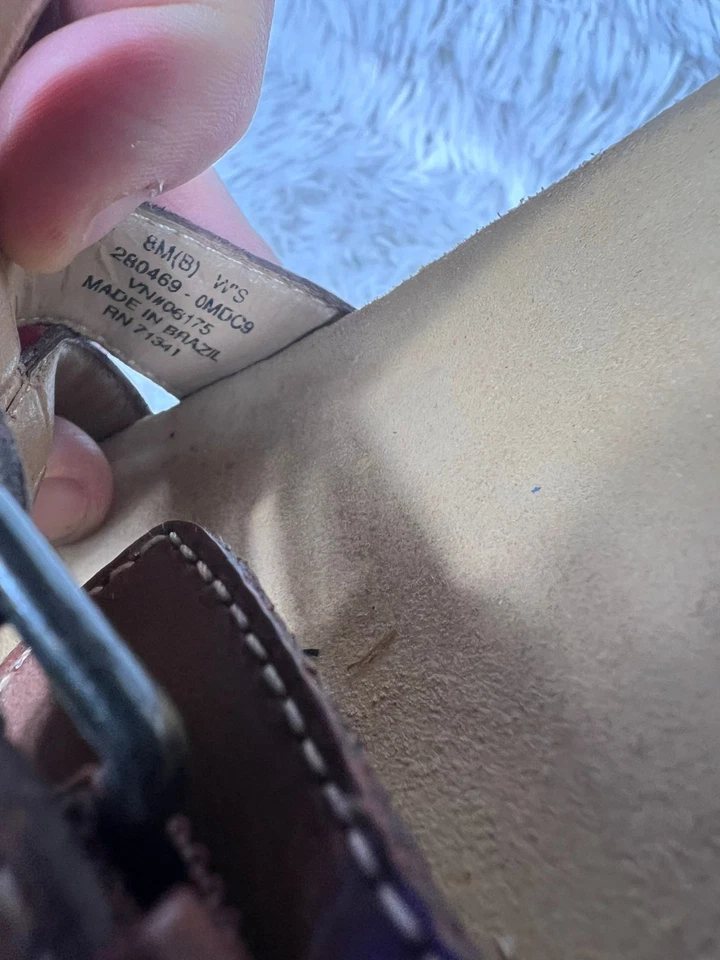 8M(B) W'S
280469 - 0MDC9
VN#06175
MADE IN BRAZIL
RN 71341